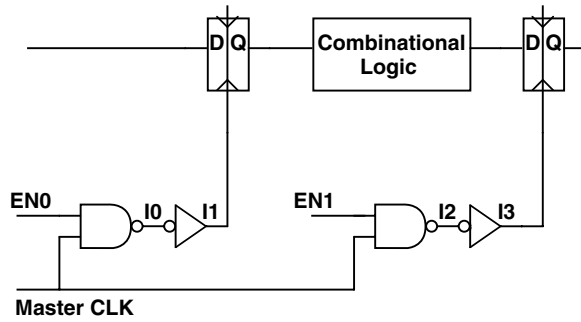 D Q
Combinational
Logic
D Q
EN0
I0
I1
EN1
I2
I3
Master CLK